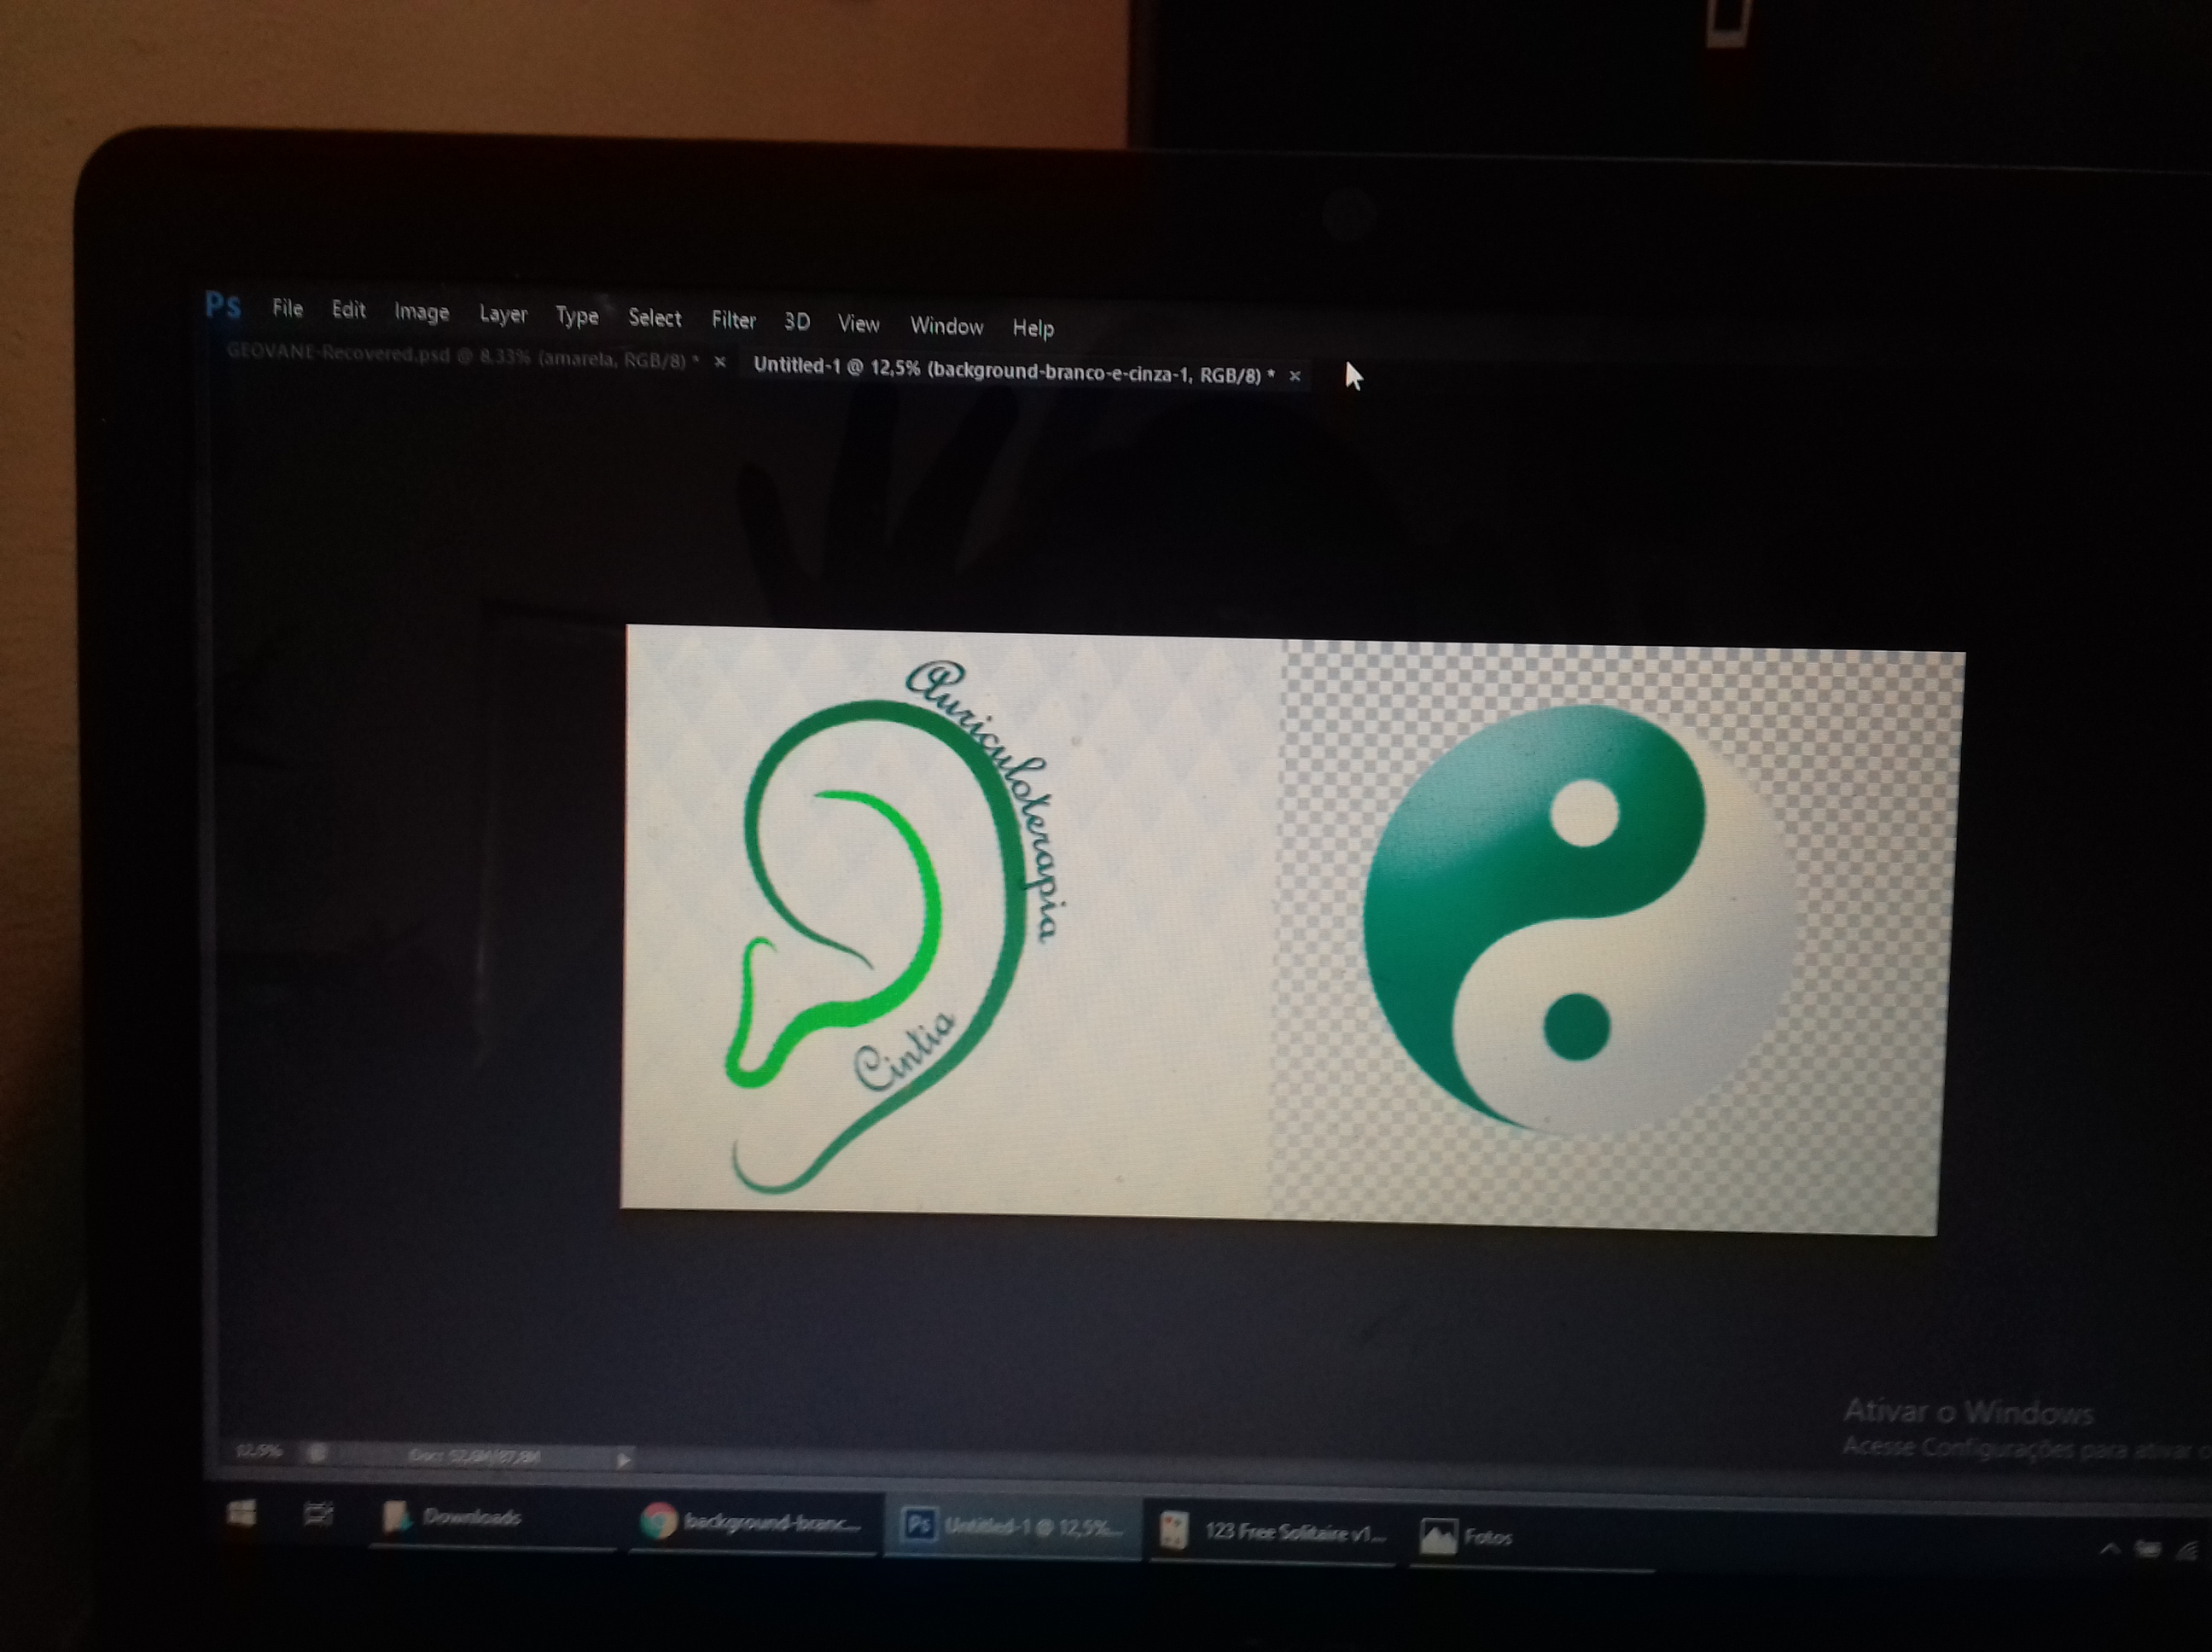 Ps File Edit Image Layer Type Select Filter 3D View Window Help
GEOVANE-Recovered.psd @ 8,33% (amarela, RGB/8) * × Untitled-1 @ 12,5% (background-branco-e-cinza-1, RGB/8) * ×
Auriculoterapia
Cintia
Ativar o Windows
Acesse Configurações para ativar o
12,5% Doc: 52,6M/87,9M
Downloads background-branc... Ps Untitled-1 @ 12,5%... 123 Free Solitaire v1... Fotos